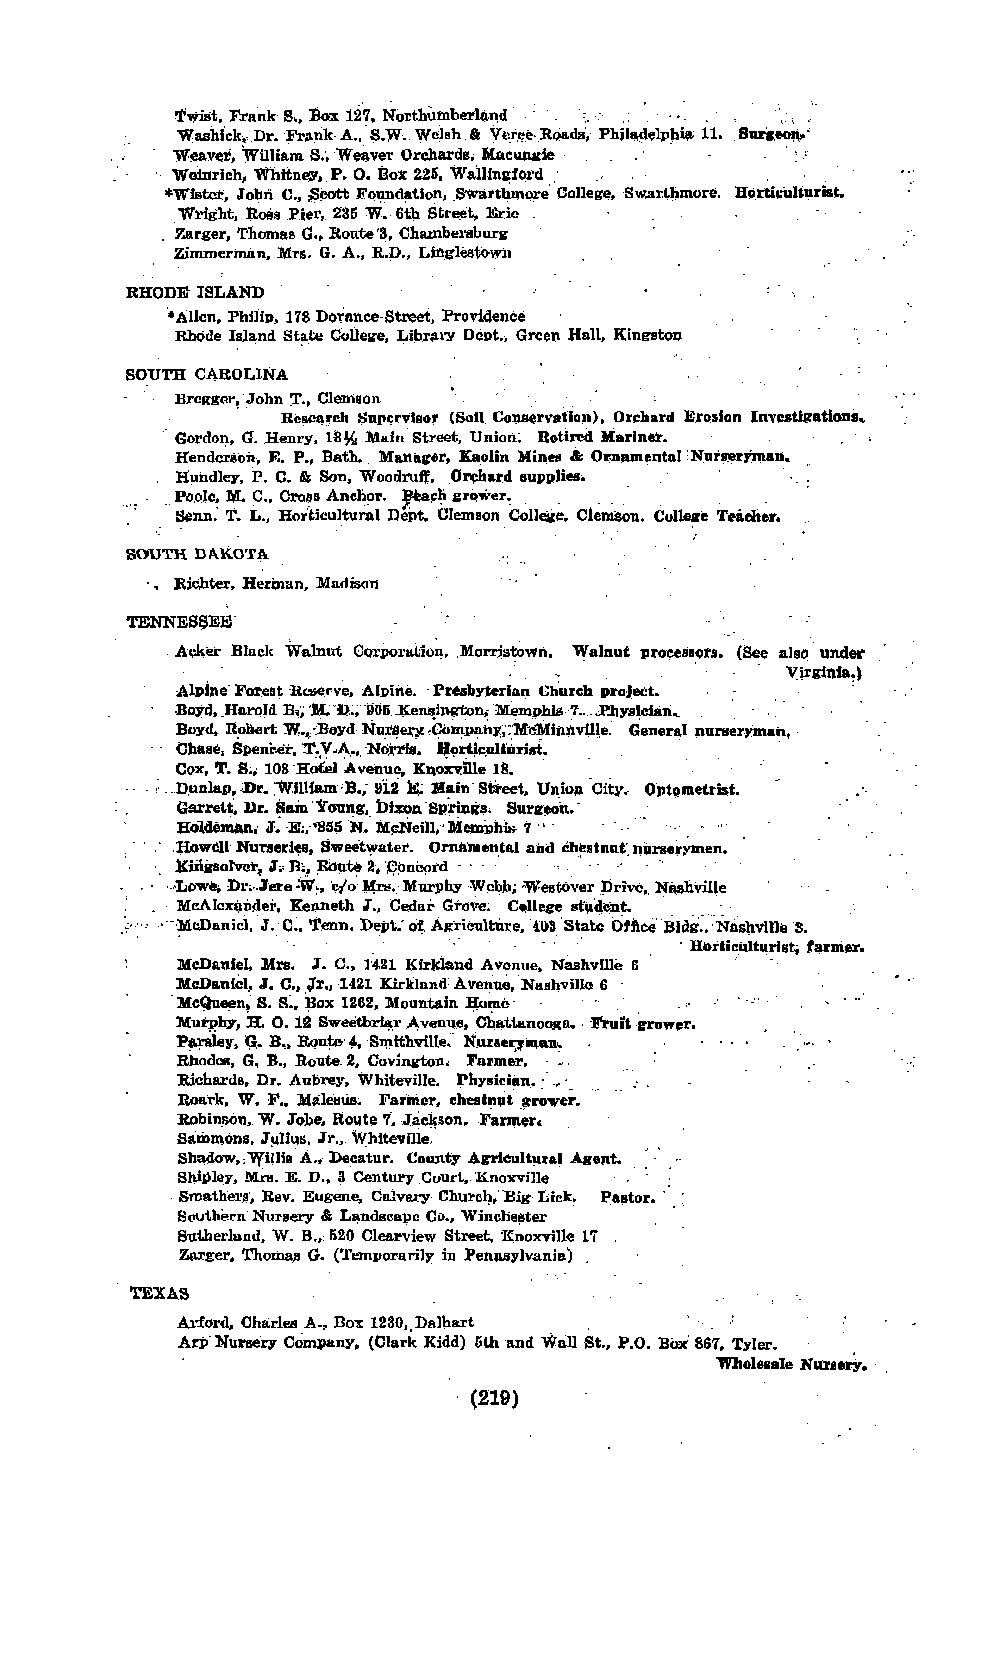 Twist, Frank S., Box 127, Northumberland
Washick, Dr. Frank A., S.W. Welsh & Veree Roads, Philadelphia 11. Surgeon.
Weaver, William S., Weaver Orchards, Macungie
Weinrich, Whitney, P. O. Box 225, Wallingford
*Wister, John C., Scott Foundation, Swarthmore College, Swarthmore. Horticulturist.
Wright, Ross Pier, 235 W. 6th Street, Erie
Zarger, Thomas G., Route 3, Chambersburg
Zimmerman, Mrs. G. A., R.D., Linglestown
RHODE ISLAND
*Allen, Philip, 178 Dorance Street, Providence
Rhode Island State College, Library Dept., Green Hall, Kingston
SOUTH CAROLINA
Bregger, John T., Clemson
Research Supervisor (Soil Conservation), Orchard Erosion Investigations.
Gordon, G. Henry, 18½ Main Street, Union. Retired Mariner.
Henderson, E. P., Bath. Manager, Kaolin Mines & Ornamental Nurseryman.
Hundley, P. C. & Son, Woodruff. Orchard supplies.
Poole, M. C., Cross Anchor. Peach grower.
Senn. T. L., Horticultural Dept. Clemson College, Clemson. College Teacher.
SOUTH DAKOTA
Richter, Herman, Madison
TENNESSEE
Acker Black Walnut Corporation, Morristown. Walnut processors. (See also under
Virginia.)
Alpine Forest Reserve, Alpine. Presbyterian Church project.
Boyd, Harold B., M. D., 905 Kensington, Memphis 7. Physician.
Boyd, Robert W., Boyd Nursery Company, McMinnville. General nurseryman.
Chase, Spencer, T.V.A., Norris. Horticulturist.
Cox, T. S., 108 Hotel Avenue, Knoxville 18.
Dunlap, Dr. William B., 912 E. Main Street, Union City. Optometrist.
Garrett, Dr. Sam Young, Dixon Springs. Surgeon.
Holdeman, J. E., 855 N. McNeill, Memphis 7
Howell Nurseries, Sweetwater. Ornamental and chestnut nurserymen.
Kingsolver, J. B., Route 2, Concord
Lowe, Dr. Jere W., c/o Mrs. Murphy Webb, Westover Drive, Nashville
McAlexander, Kenneth J., Cedar Grove. College student.
McDaniel, J. C., Tenn. Dept. of Agriculture, 403 State Office Bldg., Nashville 3.
Horticulturist, farmer.
McDaniel, Mrs. J. C., 1421 Kirkland Avenue, Nashville 6
McDaniel, J. C., Jr., 1421 Kirkland Avenue, Nashville 6
McQueen, S. S., Box 1262, Mountain Home
Murphy, H. O. 12 Sweetbriar Avenue, Chattanooga. Fruit grower.
Parsley, G. B., Route 4, Smithville. Nurseryman.
Rhodes, G. B., Route 2, Covington. Farmer.
Richards, Dr. Aubrey, Whiteville. Physician.
Roark, W. F., Malesus. Farmer, chestnut grower.
Robinson, W. Jobe, Route 7, Jackson. Farmer.
Sammons, Julius, Jr., Whiteville
Shadow, Willis A., Decatur. County Agricultural Agent.
Shipley, Mrs. E. D., 3 Century Court, Knoxville
Smathers, Rev. Eugene, Calvary Church, Big Lick. Pastor.
Southern Nursery & Landscape Co., Winchester
Sutherland, W. B., 520 Clearview Street, Knoxville 17
Zarger, Thomas G. (Temporarily in Pennsylvania)
TEXAS
Arford, Charles A., Box 1230, Dalhart
Arp Nursery Company, (Clark Kidd) 5th and Wall St., P.O. Box 867, Tyler.
Wholesale Nursery.
(219)